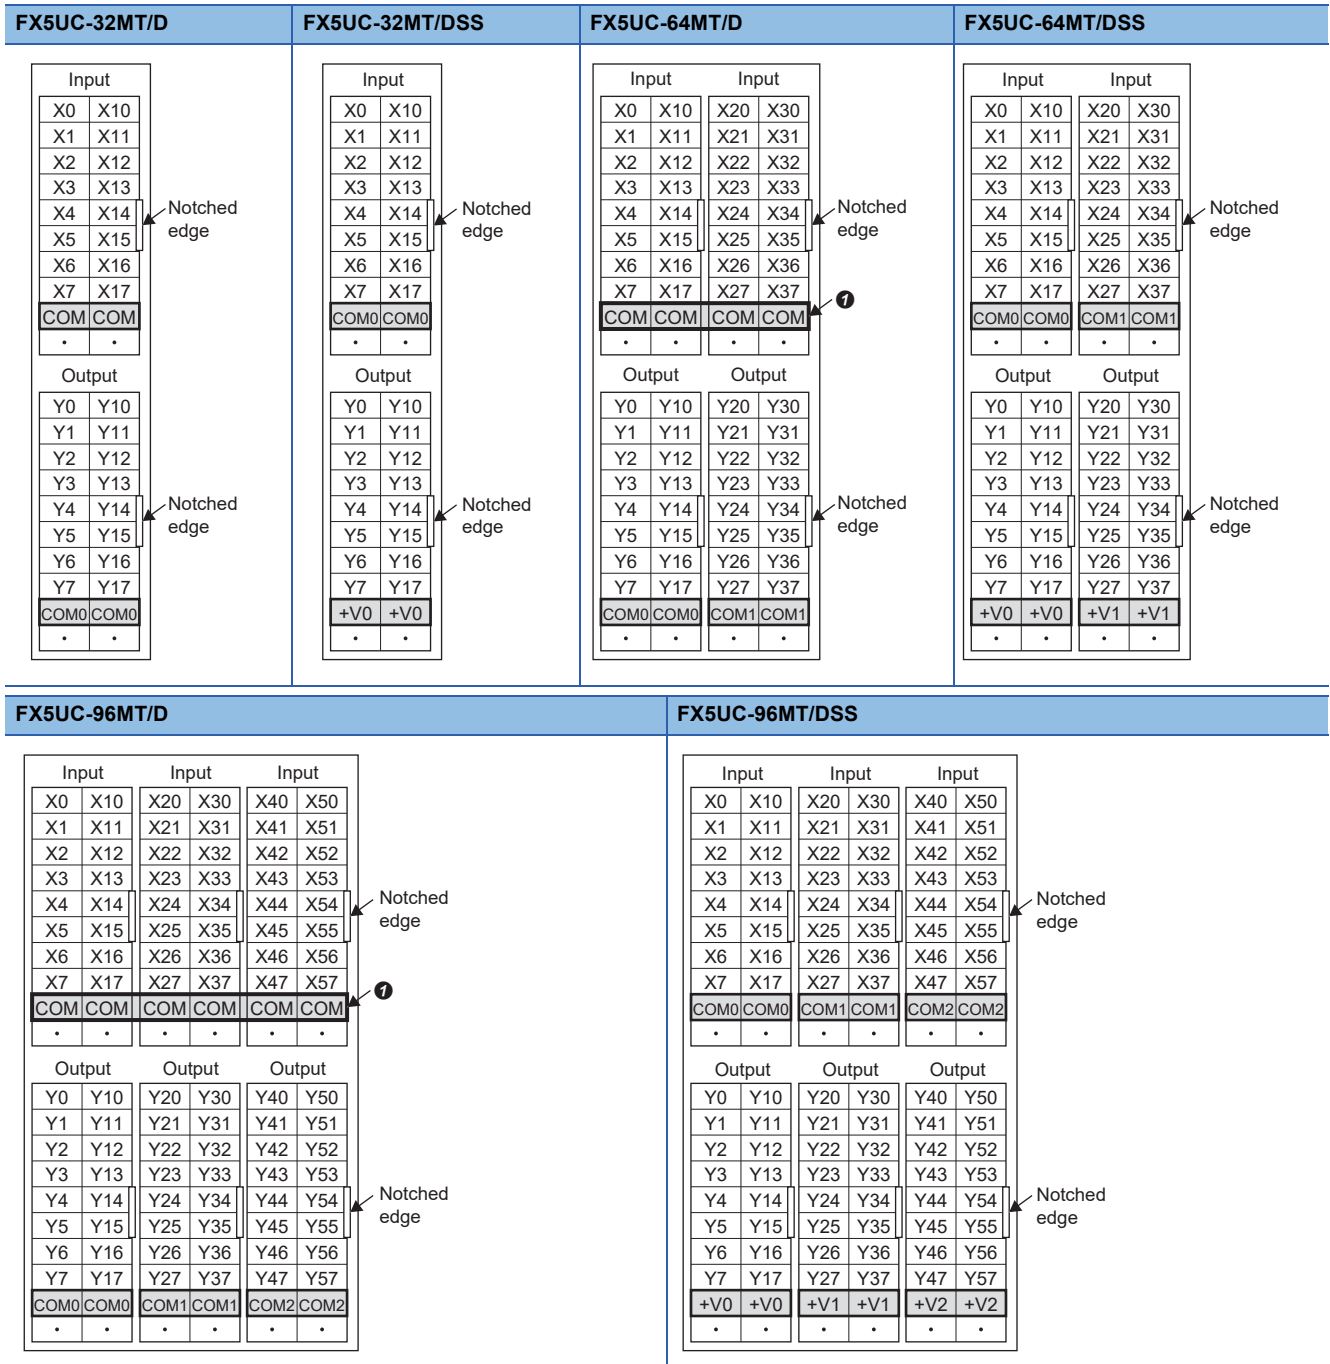 FX5UC-32MT/D FX5UC-32MT/DSS FX5UC-64MT/D FX5UC-64MT/DSS
Input Input Input Input Input Input
X0 X10 X0 X10 X0 X10 X20 X30 X0 X10 X20 X30
X1 X11 X1 X11 X1 X11 X21 X31 X1 X11 X21 X31
X2 X12 X2 X12 X2 X12 X22 X32 X2 X12 X22 X32
X3 X13 X3 X13 X3 X13 X23 X33 X3 X13 X23 X33
X4 X14 Notched X4 X14 Notched X4 X14 X24 X34 Notched X4 X14 X24 X34 Notched
X5 X15 edge X5 X15 edge X5 X15 X25 X35 edge X5 X15 X25 X35 edge
X6 X16 X6 X16 X6 X16 X26 X36 X6 X16 X26 X36
X7 X17 X7 X17 X7 X17 X27 X37 ❶ X7 X17 X27 X37
COM COM COM0 COM0 COM COM COM COM COM0 COM0 COM1 COM1
• • • • • • • • • • • •
Output Output Output Output Output Output
Y0 Y10 Y0 Y10 Y0 Y10 Y20 Y30 Y0 Y10 Y20 Y30
Y1 Y11 Y1 Y11 Y1 Y11 Y21 Y31 Y1 Y11 Y21 Y31
Y2 Y12 Y2 Y12 Y2 Y12 Y22 Y32 Y2 Y12 Y22 Y32
Y3 Y13 Y3 Y13 Y3 Y13 Y23 Y33 Y3 Y13 Y23 Y33
Y4 Y14 Notched Y4 Y14 Notched Y4 Y14 Y24 Y34 Notched Y4 Y14 Y24 Y34 Notched
Y5 Y15 edge Y5 Y15 edge Y5 Y15 Y25 Y35 edge Y5 Y15 Y25 Y35 edge
Y6 Y16 Y6 Y16 Y6 Y16 Y26 Y36 Y6 Y16 Y26 Y36
Y7 Y17 Y7 Y17 Y7 Y17 Y27 Y37 Y7 Y17 Y27 Y37
COM0 COM0 +V0 +V0 COM0 COM0 COM1 COM1 +V0 +V0 +V1 +V1
• • • • • • • • • • • •
FX5UC-96MT/D FX5UC-96MT/DSS
Input Input Input Input Input Input
X0 X10 X20 X30 X40 X50 X0 X10 X20 X30 X40 X50
X1 X11 X21 X31 X41 X51 X1 X11 X21 X31 X41 X51
X2 X12 X22 X32 X42 X52 X2 X12 X22 X32 X42 X52
X3 X13 X23 X33 X43 X53 X3 X13 X23 X33 X43 X53
X4 X14 X24 X34 X44 X54 Notched X4 X14 X24 X34 X44 X54 Notched
X5 X15 X25 X35 X45 X55 edge X5 X15 X25 X35 X45 X55 edge
X6 X16 X26 X36 X46 X56 X6 X16 X26 X36 X46 X56
X7 X17 X27 X37 X47 X57 ❶ X7 X17 X27 X37 X47 X57
COM COM COM COM COM COM COM0 COM0 COM1 COM1 COM2 COM2
• • • • • • • • • • • •
Output Output Output Output Output Output
Y0 Y10 Y20 Y30 Y40 Y50 Y0 Y10 Y20 Y30 Y40 Y50
Y1 Y11 Y21 Y31 Y41 Y51 Y1 Y11 Y21 Y31 Y41 Y51
Y2 Y12 Y22 Y32 Y42 Y52 Y2 Y12 Y22 Y32 Y42 Y52
Y3 Y13 Y23 Y33 Y43 Y53 Y3 Y13 Y23 Y33 Y43 Y53
Y4 Y14 Y24 Y34 Y44 Y54 Notched Y4 Y14 Y24 Y34 Y44 Y54 Notched
Y5 Y15 Y25 Y35 Y45 Y55 edge Y5 Y15 Y25 Y35 Y45 Y55 edge
Y6 Y16 Y26 Y36 Y46 Y56 Y6 Y16 Y26 Y36 Y46 Y56
Y7 Y17 Y27 Y37 Y47 Y57 Y7 Y17 Y27 Y37 Y47 Y57
COM0 COM0 COM1 COM1 COM2 COM2 +V0 +V0 +V1 +V1 +V2 +V2
• • • • • • • • • • • •